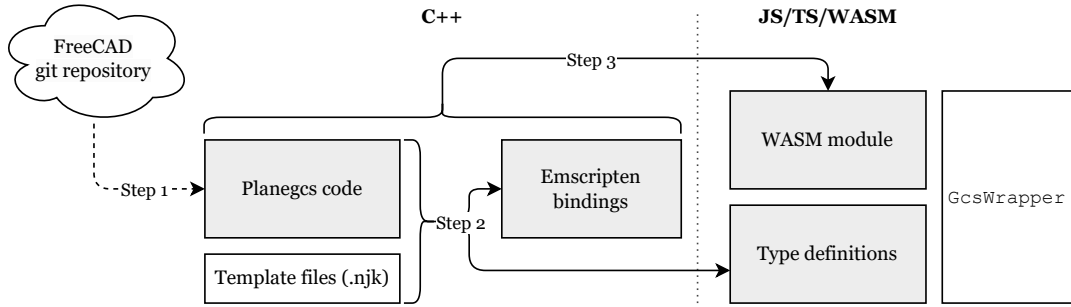 C++
JS/TS/WASM
FreeCAD
git repository
Step 3
WASM module
Step 1
Planegcs code
Emscripten
bindings
Step 2
GcsWrapper
Type definitions
Template files (.njk)